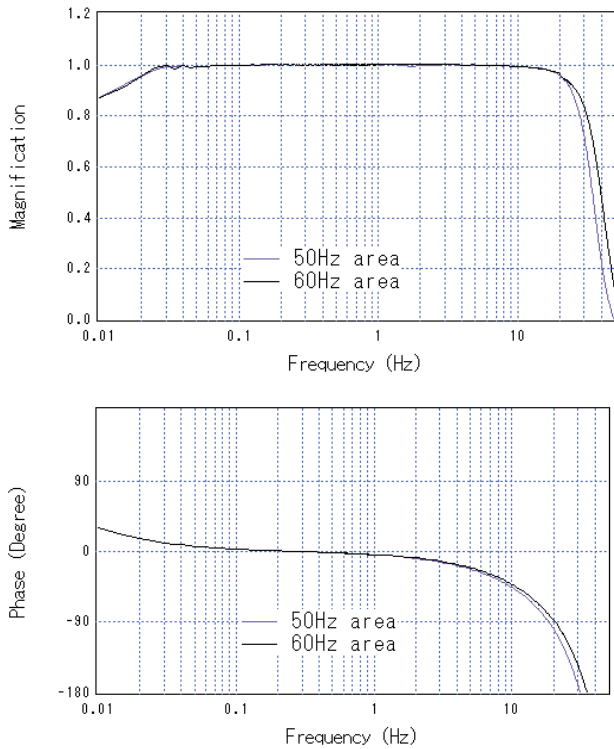 1.2
1.0
0.8
0.6
0.4
0.2
0.0
Magnification
50Hz area
60Hz area
0.01
0.1
1
10
Frequency (Hz)
90
0
-90
-180
Phase (Degree)
50Hz area
60Hz area
0.01
0.1
1
10
Frequency (Hz)